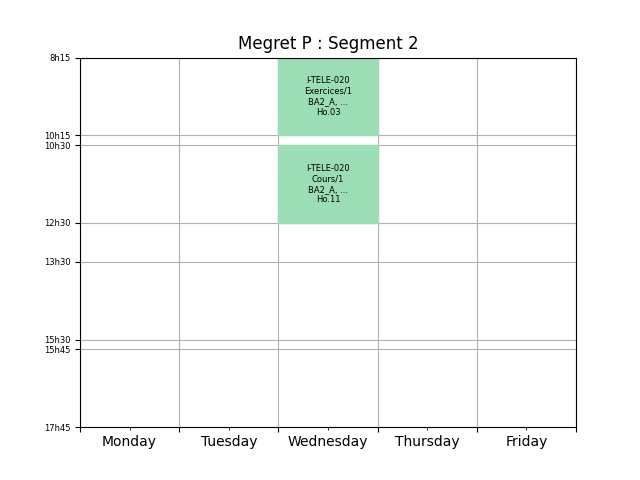 Megret P : Segment 2
8h15
I-TELE-020
Exercices/1
BA2_A, ...
Ho.03
10h15
10h30
I-TELE-020
Cours/1
BA2_A, ...
Ho.11
12h30
13h30
15h30
15h45
17h45
Monday Tuesday Wednesday Thursday Friday